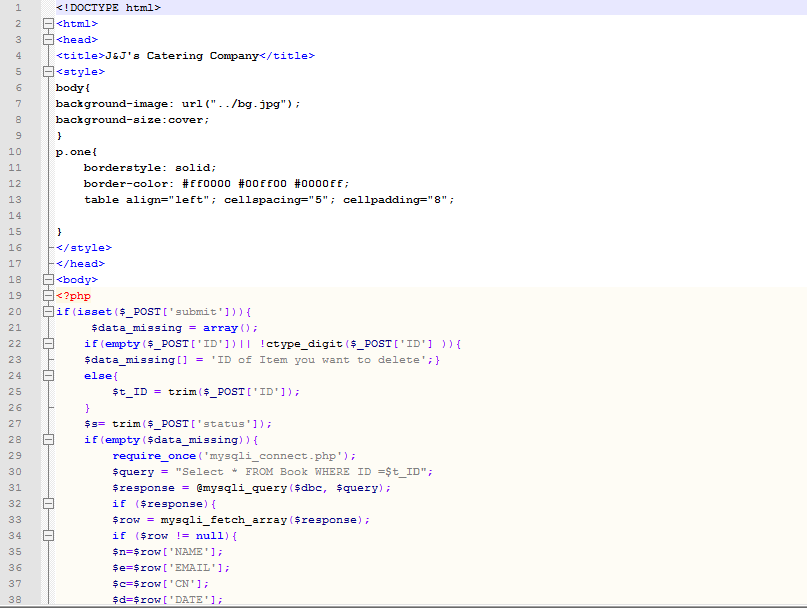 1 <!DOCTYPE html>
2 <html>
3 <head>
4 <title>J&J's Catering Company</title>
5 <style>
6 body{
7 background-image: url("../bg.jpg");
8 background-size:cover;
9 }
10 p.one{
11     borderstyle: solid;
12     border-color: #ff0000 #00ff00 #0000ff;
13     table align="left"; cellspacing="5"; cellpadding="8";
14
15 }
16 </style>
17 </head>
18 <body>
19 <?php
20 if(isset($_POST['submit'])){
21      $data_missing = array();
22     if(empty($_POST['ID'])|| !ctype_digit($_POST['ID'] )){
23     $data_missing[] = 'ID of Item you want to delete';}
24     else{
25         $t_ID = trim($_POST['ID']);
26     }
27     $s= trim($_POST['status']);
28     if(empty($data_missing)){
29         require_once('mysqli_connect.php');
30         $query = "Select * FROM Book WHERE ID =$t_ID";
31         $response = @mysqli_query($dbc, $query);
32         if ($response){
33         $row = mysqli_fetch_array($response);
34         if ($row != null){
35         $n=$row['NAME'];
36         $e=$row['EMAIL'];
37         $c=$row['CN'];
38         $d=$row['DATE'];